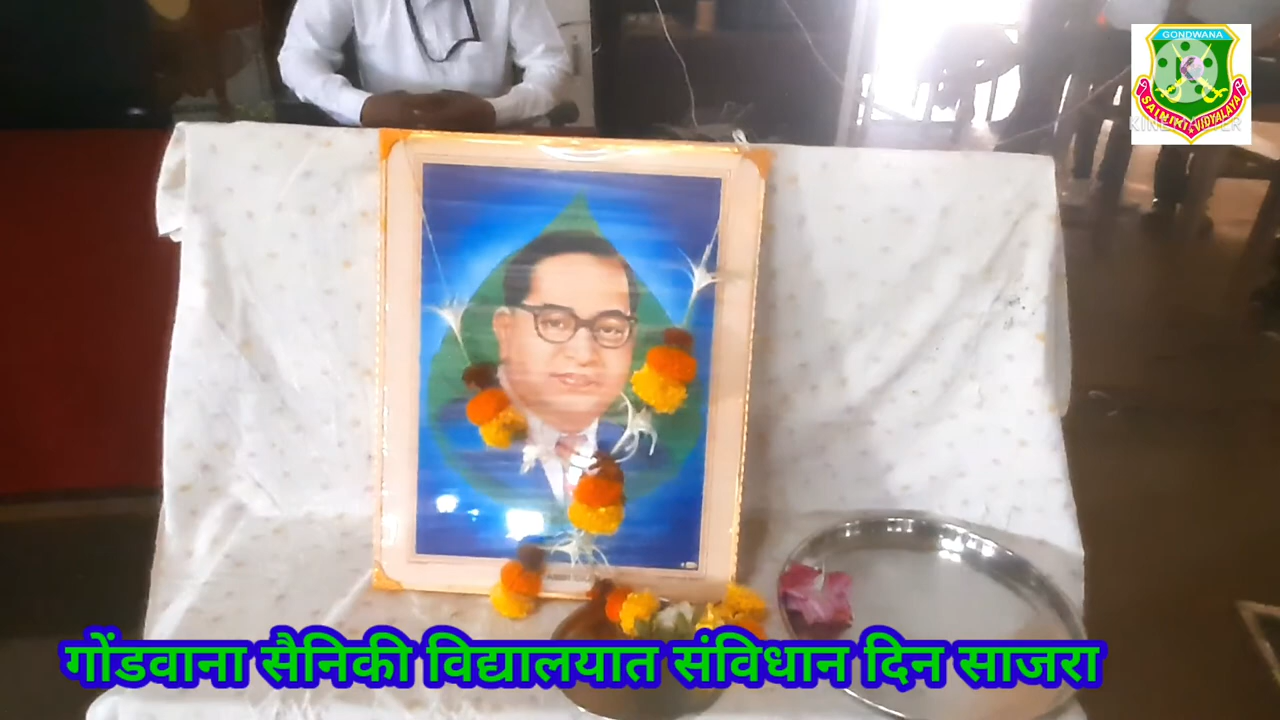 GONDWANA
K
SAINIKI VIDYALAYA
गोंडवाना सैनिकी विद्यालयात संविधान दिन साजरा